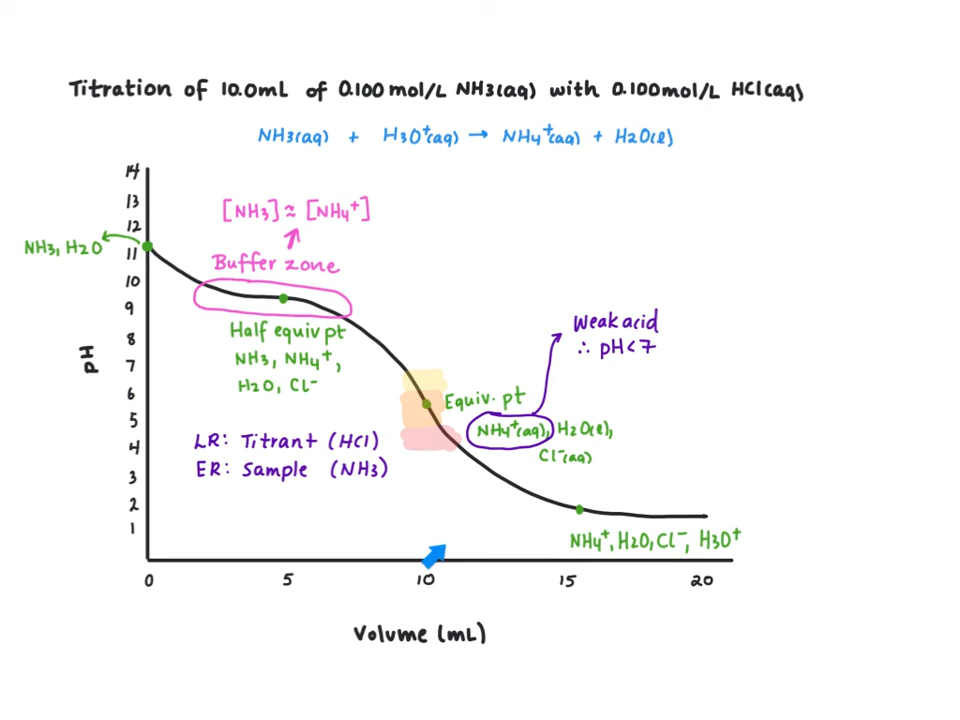 Titration of 10.0mL of 0.100 mol/L NH3(aq) with 0.100mol/L HCl(aq)
NH3(aq) + H3O+(aq) → NH4+(aq) + H2O(l)
14
13
12
11
10
9
8
7
6
5
4
3
2
1
pH
NH3, H2O
[NH3] ≈ [NH4+]
Buffer zone
Half equiv pt
NH3, NH4+,
H2O, Cl-
Weak acid
∴ pH<7
Equiv. pt
NH4+(aq), H2O(l),
Cl-(aq)
LR: Titrant (HCl)
ER: Sample (NH3)
NH4+, H2O, Cl-, H3O+
0 5 10 15 20
Volume (mL)